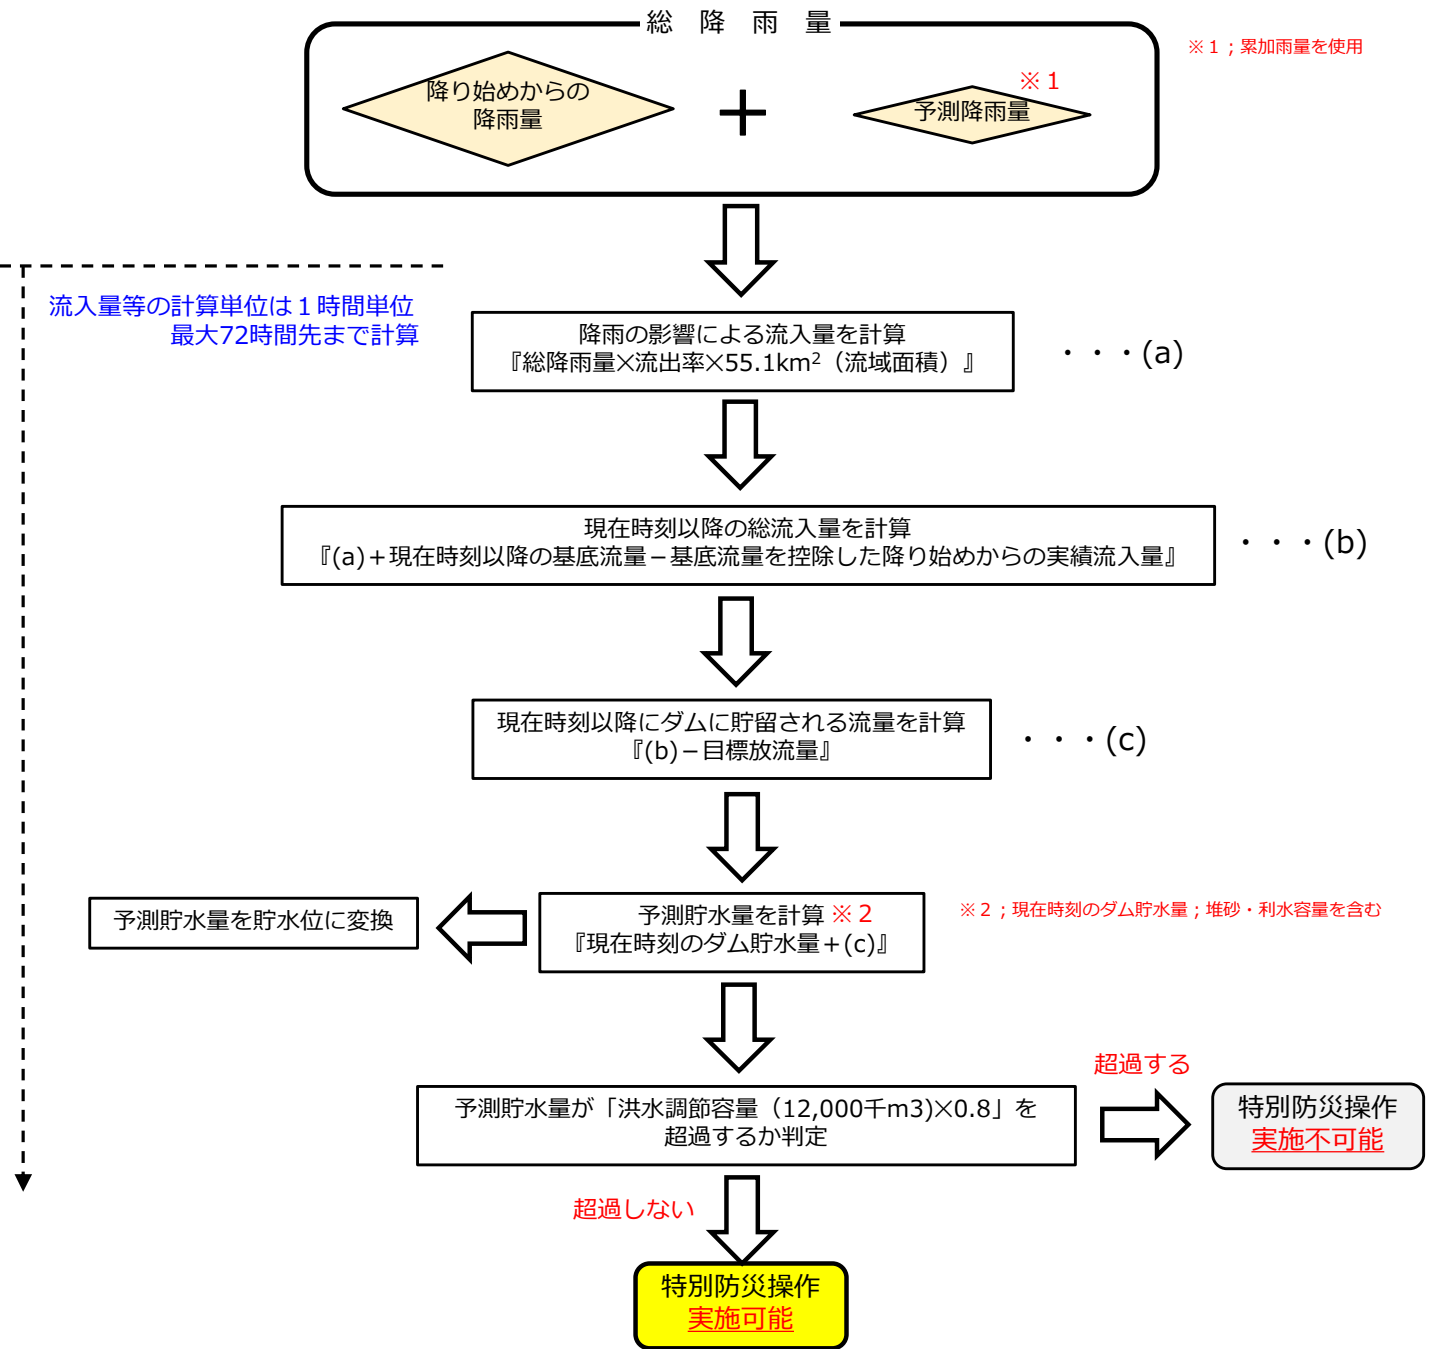 総 降 雨 量
※１；累加雨量を使用
降り始めからの
降雨量
＋
※１
予測降雨量
流入量等の計算単位は１時間単位
最大72時間先まで計算
降雨の影響による流入量を計算
『総降雨量×流出率×55.1km²（流域面積）』
・・・(a)
現在時刻以降の総流入量を計算
『(a)＋現在時刻以降の基底流量－基底流量を控除した降り始めからの実績流入量』
・・・(b)
現在時刻以降にダムに貯留される流量を計算
『(b)－目標放流量』
・・・(c)
予測貯水量を貯水位に変換
予測貯水量を計算※２
『現在時刻のダム貯水量＋(c)』
※２；現在時刻のダム貯水量；堆砂・利水容量を含む
予測貯水量が「洪水調節容量（12,000千m3)×0.8」を
超過するか判定
超過する
特別防災操作
実施不可能
超過しない
特別防災操作
実施可能